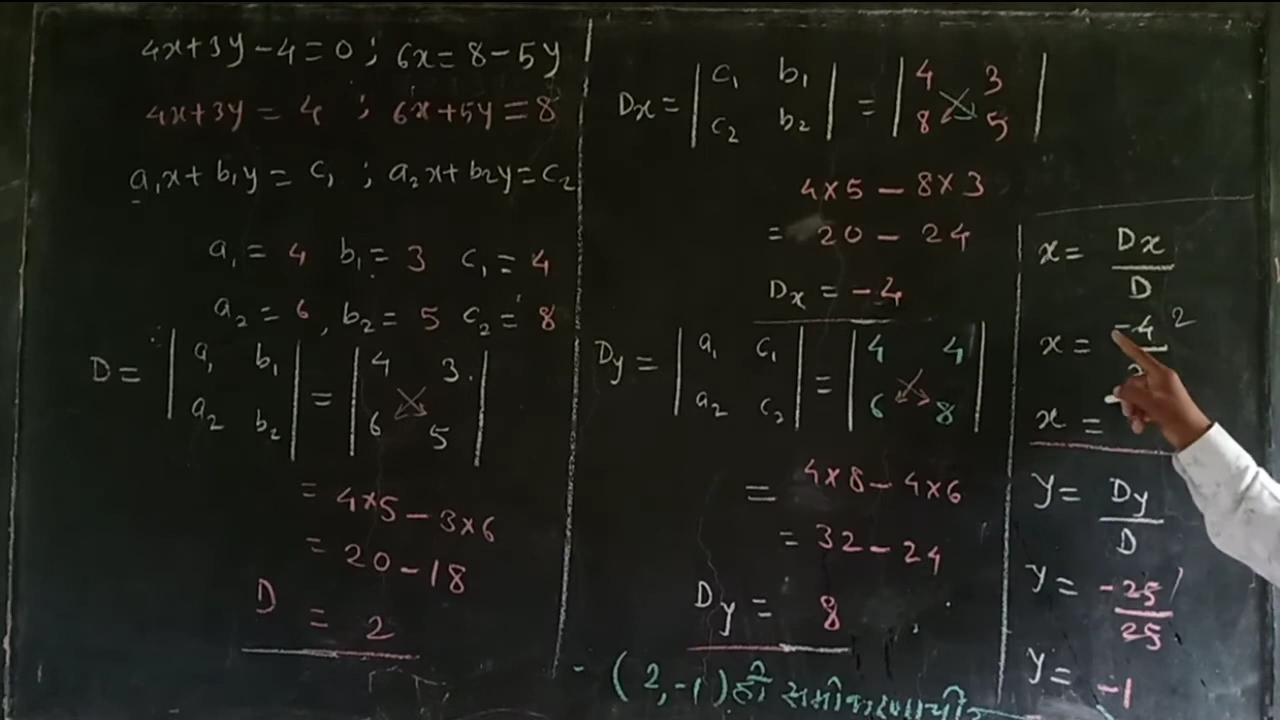 4x+3y-4=0 ; 6x=8-5y
4x+3y = 4 ; 6x+5y=8
a₁x+b₁y = c₁ ; a₂x+b₂y=c₂
a₁ = 4 b₁ = 3 c₁ = 4
a₂ = 6 , b₂ = 5 c₂ = 8
D = | a₁ b₁ | = | 4 3 |
| a₂ b₂ | | 6 5 |
= 4×5 - 3×6
= 20-18
D = 2
Dx = | c₁ b₁ | = | 4 3 |
| c₂ b₂ | | 8 5 |
4×5 - 8×3
= 20 - 24
Dx = -4
Dy = | a₁ c₁ | = | 4 4 |
| a₂ c₂ | | 6 8 |
= 4×8 - 4×6
= 32-24
Dy = 8
(2,-1) ही
x = Dx/D
x = -4 2
x =
y = Dy/D
y = -25/25
y = -1